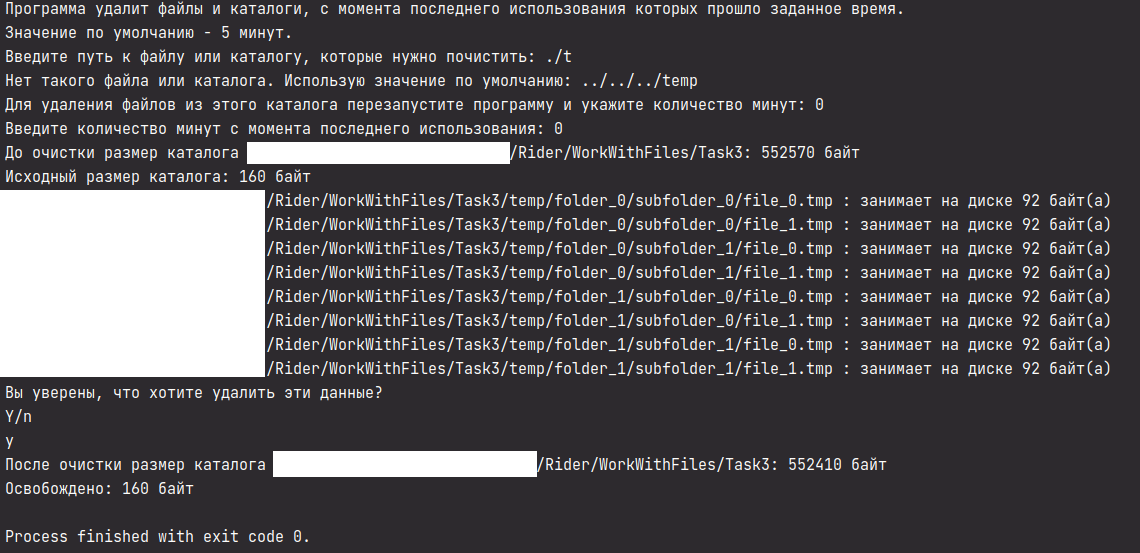 Программа удалит файлы и каталоги, с момента последнего использования которых прошло заданное время.
Значение по умолчанию - 5 минут.
Введите путь к файлу или каталогу, которые нужно почистить: ./t
Нет такого файла или каталога. Использую значение по умолчанию: ../../../temp
Для удаления файлов из этого каталога перезапустите программу и укажите количество минут: 0
Введите количество минут с момента последнего использования: 0
До очистки размер каталога /Rider/WorkWithFiles/Task3: 552570 байт
Исходный размер каталога: 160 байт
/Rider/WorkWithFiles/Task3/temp/folder_0/subfolder_0/file_0.tmp : занимает на диске 92 байт(а)
/Rider/WorkWithFiles/Task3/temp/folder_0/subfolder_0/file_1.tmp : занимает на диске 92 байт(а)
/Rider/WorkWithFiles/Task3/temp/folder_0/subfolder_1/file_0.tmp : занимает на диске 92 байт(а)
/Rider/WorkWithFiles/Task3/temp/folder_0/subfolder_1/file_1.tmp : занимает на диске 92 байт(а)
/Rider/WorkWithFiles/Task3/temp/folder_1/subfolder_0/file_0.tmp : занимает на диске 92 байт(а)
/Rider/WorkWithFiles/Task3/temp/folder_1/subfolder_0/file_1.tmp : занимает на диске 92 байт(а)
/Rider/WorkWithFiles/Task3/temp/folder_1/subfolder_1/file_0.tmp : занимает на диске 92 байт(а)
/Rider/WorkWithFiles/Task3/temp/folder_1/subfolder_1/file_1.tmp : занимает на диске 92 байт(а)
Вы уверены, что хотите удалить эти данные?
Y/n
y
После очистки размер каталога /Rider/WorkWithFiles/Task3: 552410 байт
Освобождено: 160 байт
Process finished with exit code 0.